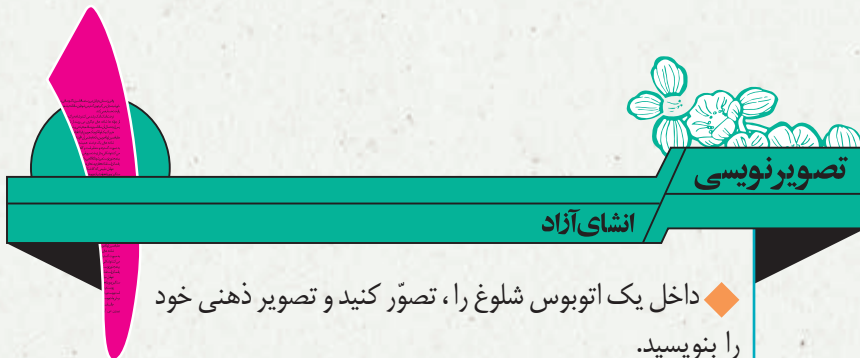 تصویرنویسی
انشای‌آزاد
داخل یک اتوبوس شلوغ را، تصوّر کنید و تصویر ذهنی خود
را بنویسید.